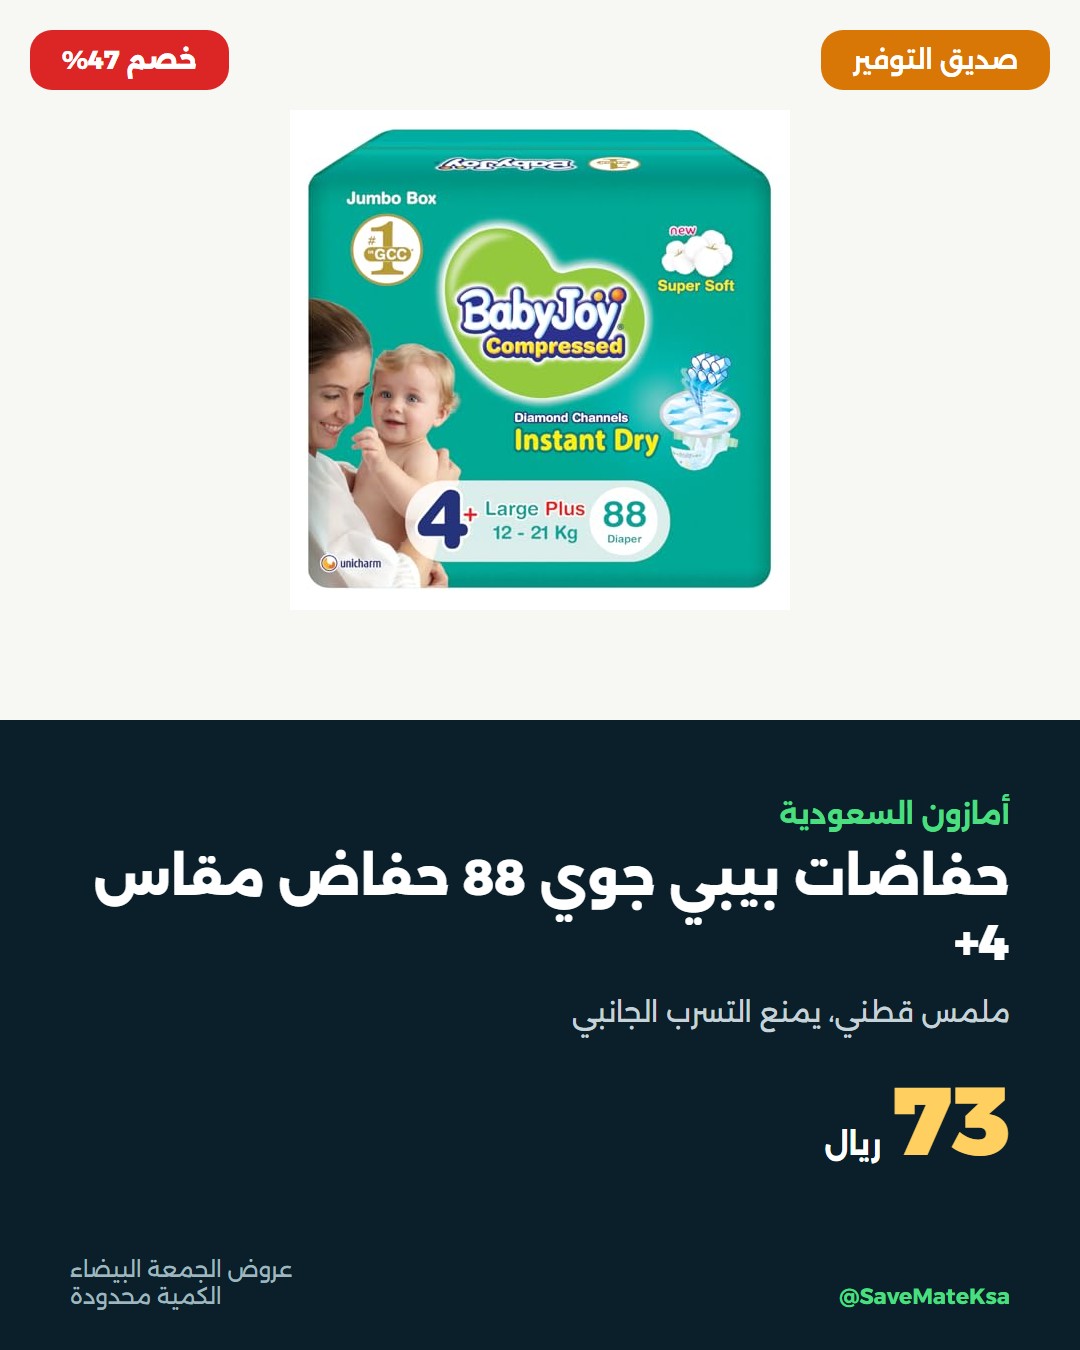 صديق التوفير
خصم 47%
BabyJoy
Jumbo Box
#1
GCC
new
Super Soft
BabyJoy
Compressed
Diamond Channels
Instant Dry
4+ Large Plus
12 - 21 Kg
88
Diaper
unicharm
أمازون السعودية
حفاضات بيبي جوي 88 حفاض مقاس
4+
ملمس قطني، يمنع التسرب الجانبي
73 ريال
عروض الجمعة البيضاء
الكمية محدودة
@SaveMateKsa